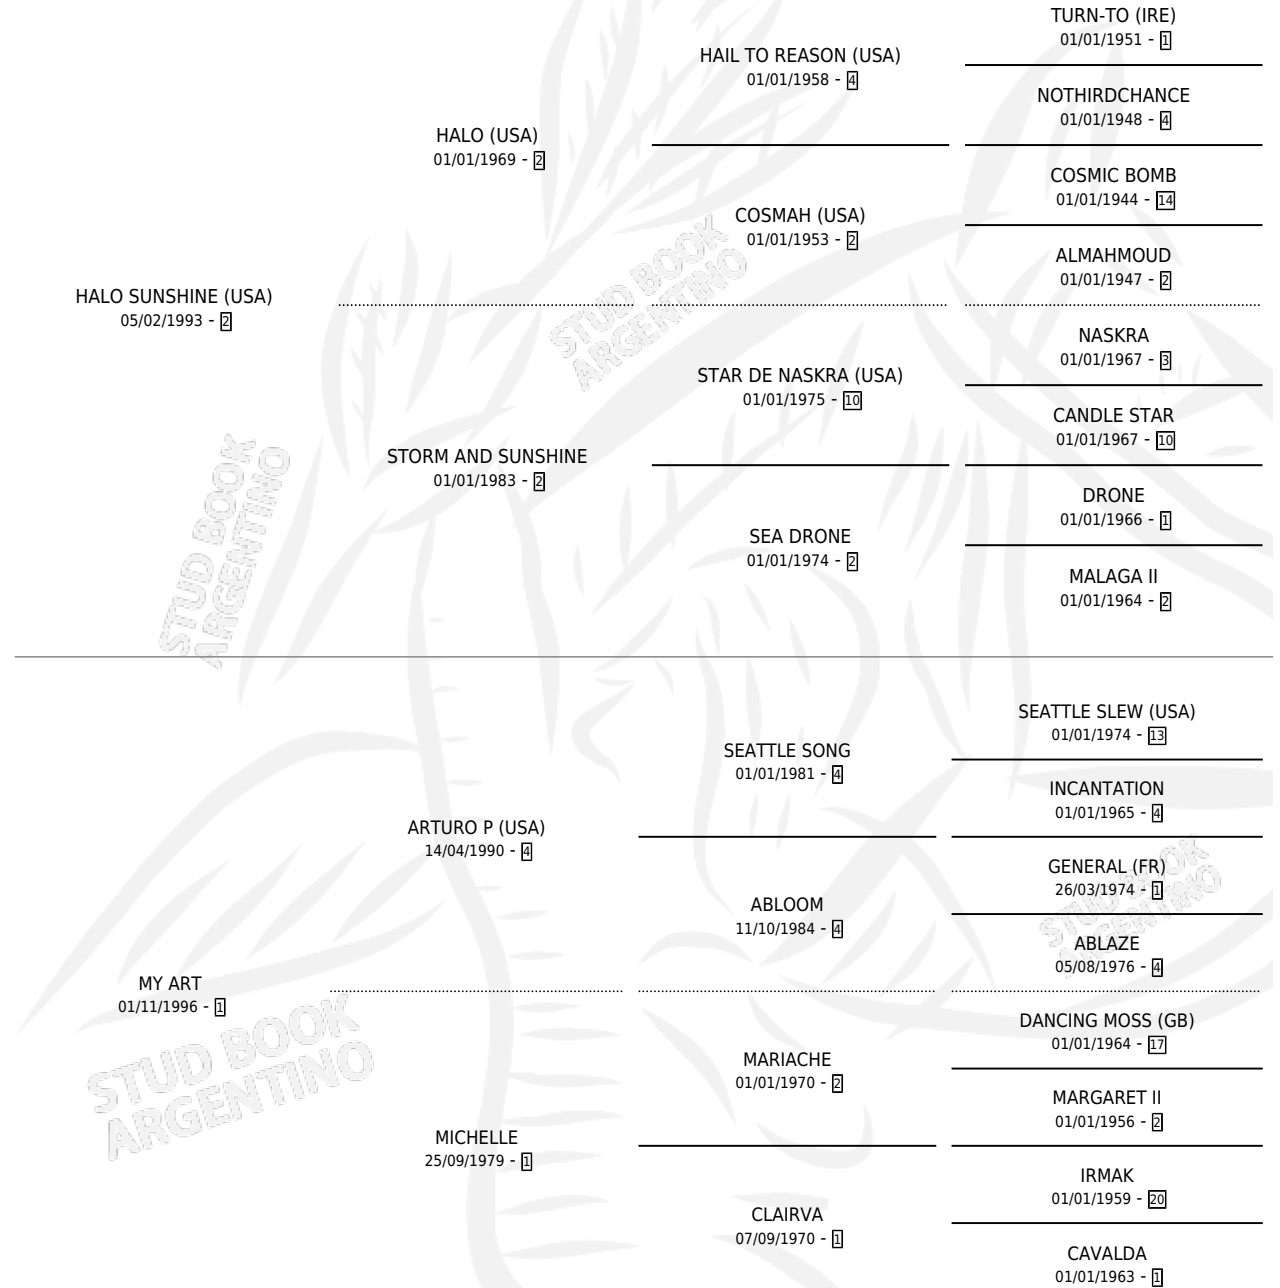 TURN-TO (IRE)
01/01/1951 - 1
HAIL TO REASON (USA)
01/01/1958 - 4
NOTHIRDCHANCE
01/01/1948 - 4
HALO (USA)
01/01/1969 - 2
COSMIC BOMB
01/01/1944 - 14
COSMAH (USA)
01/01/1953 - 2
ALMAHMOUD
01/01/1947 - 2
HALO SUNSHINE (USA)
05/02/1993 - 2
STUD BOOK
ARGENTINO
NASKRA
01/01/1967 - 3
STAR DE NASKRA (USA)
01/01/1975 - 10
CANDLE STAR
01/01/1967 - 10
STORM AND SUNSHINE
01/01/1983 - 2
DRONE
01/01/1966 - 1
SEA DRONE
01/01/1974 - 2
MALAGA II
01/01/1964 - 2
STUD BOOK
ARGENTINO
SEATTLE SLEW (USA)
01/01/1974 - 13
SEATTLE SONG
01/01/1981 - 4
INCANTATION
01/01/1965 - 4
ARTURO P (USA)
14/04/1990 - 4
GENERAL (FR)
26/03/1974 - 1
ABLOOM
11/10/1984 - 4
ABLAZE
05/08/1976 - 4
STUD BOOK
ARGENTINO
MY ART
01/11/1996 - 1
STUD BOOK
ARGENTINO
DANCING MOSS (GB)
01/01/1964 - 17
MARIACHE
01/01/1970 - 2
MARGARET II
01/01/1956 - 2
MICHELLE
25/09/1979 - 1
IRMAK
01/01/1959 - 20
CLAIRVA
07/09/1970 - 1
CAVALDA
01/01/1963 - 1